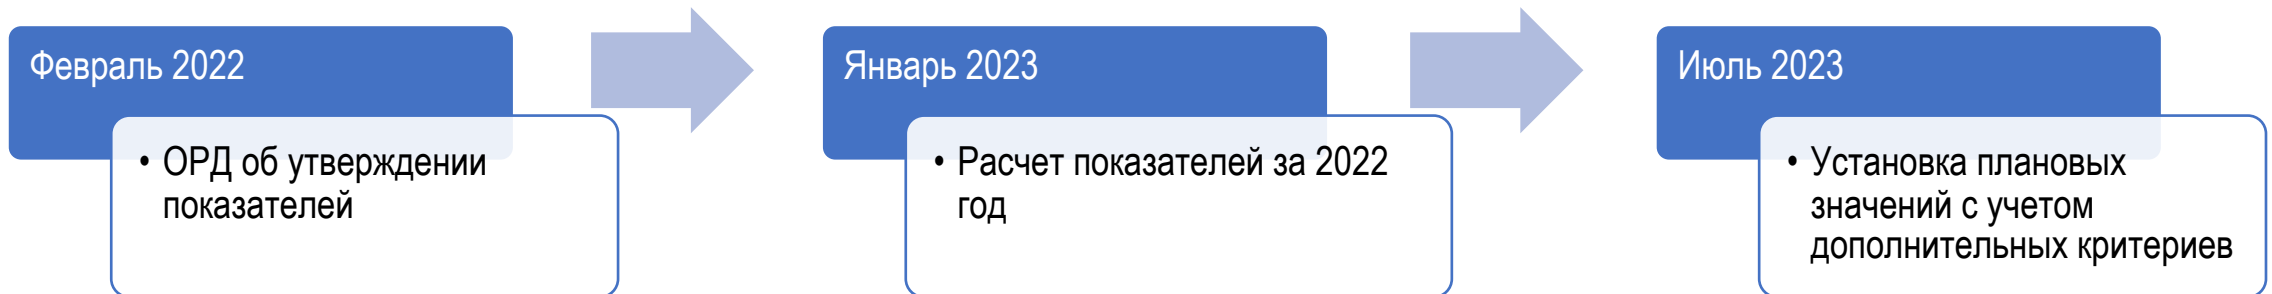 Февраль 2022
• ОРД об утверждении
показателей
Январь 2023
• Расчет показателей за 2022
год
Июль 2023
• Установка плановых
значений с учетом
дополнительных критериев